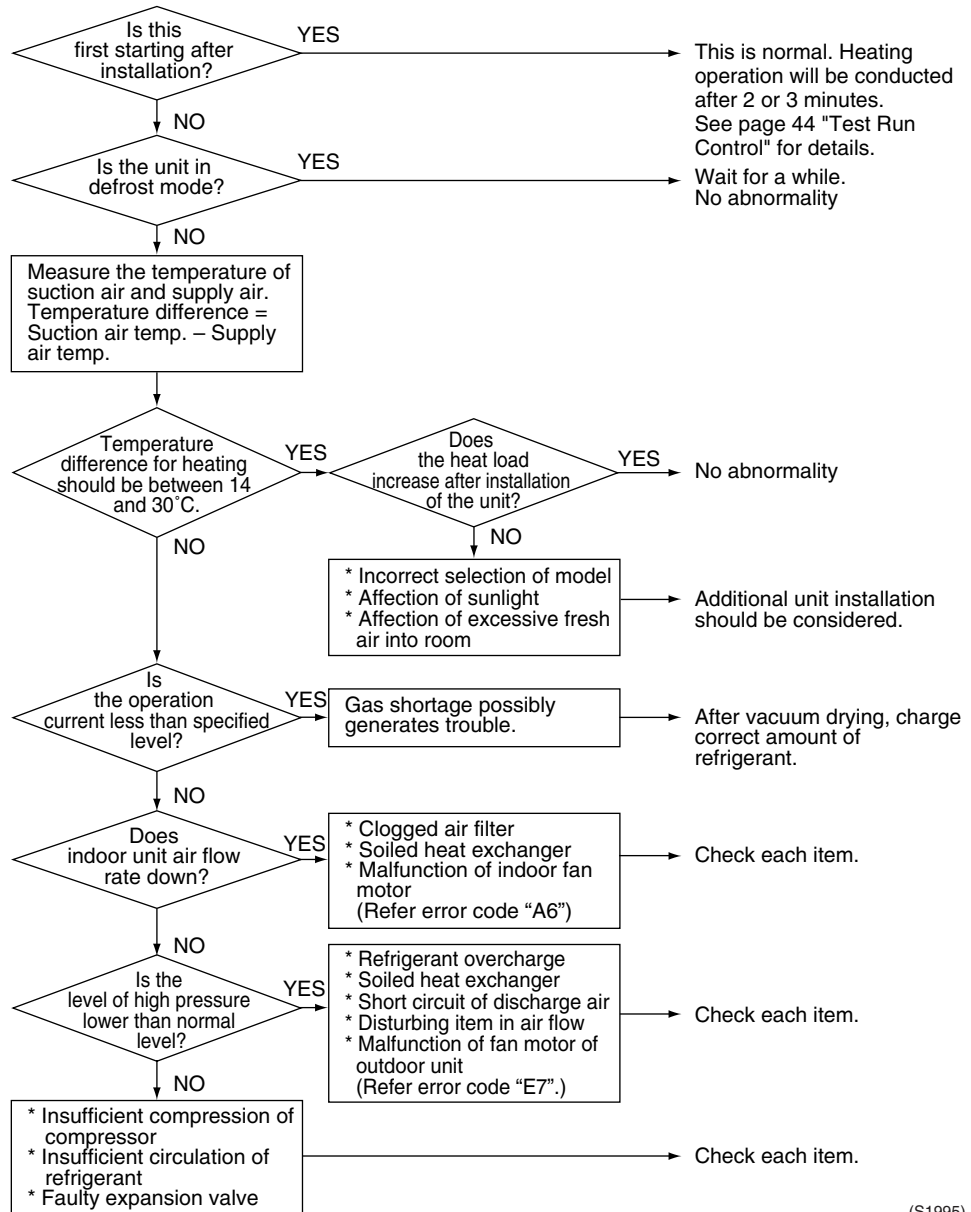 Is this
first starting after
installation?
YES
This is normal. Heating
operation will be conducted
after 2 or 3 minutes.
See page 44 "Test Run
Control" for details.
NO
Is the unit in
defrost mode?
YES
Wait for a while.
No abnormality
NO
Measure the temperature of
suction air and supply air.
Temperature difference =
Suction air temp. – Supply
air temp.
Temperature
difference for heating
should be between 14
and 30˚C.
YES
Does
the heat load
increase after installation
of the unit?
YES
No abnormality
NO
NO
* Incorrect selection of model
* Affection of sunlight
* Affection of excessive fresh
air into room
Additional unit installation
should be considered.
Is
the operation
current less than specified
level?
YES
Gas shortage possibly
generates trouble.
After vacuum drying, charge
correct amount of
refrigerant.
NO
Does
indoor unit air flow
rate down?
YES
* Clogged air filter
* Soiled heat exchanger
* Malfunction of indoor fan
motor
(Refer error code “A6”)
Check each item.
NO
Is the
level of high pressure
lower than normal
level?
YES
* Refrigerant overcharge
* Soiled heat exchanger
* Short circuit of discharge air
* Disturbing item in air flow
* Malfunction of fan motor of
outdoor unit
(Refer error code “E7”.)
Check each item.
NO
* Insufficient compression of
compressor
* Insufficient circulation of
refrigerant
* Faulty expansion valve
Check each item.
(S1995)